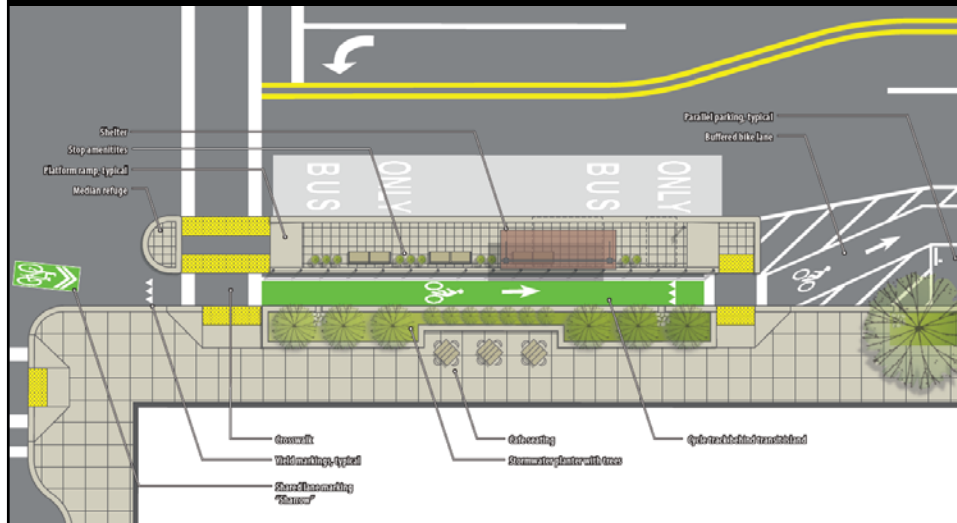 Shelter
Stop amenitites
Platform ramp, typical
Median refuge
Parallel parking, typical
Buffered bike lane
BUS
ONLY
BUS
ONLY
Crosswalk
Yield markings, typical
Shared lane marking
"Sharrow"
Cafe seating
Stormwater planter with trees
Cycle track behind transit island